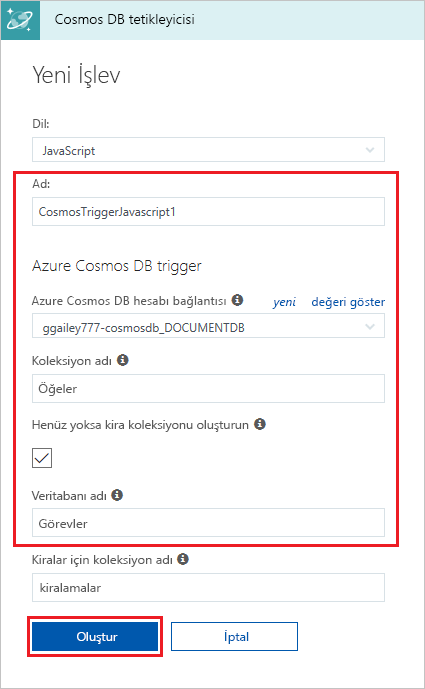 Cosmos DB tetikleyicisi
Yeni İşlev
Dil:
JavaScript
Ad:
CosmosTriggerJavascript1
Azure Cosmos DB trigger
Azure Cosmos DB hesabı bağlantısı yeni değeri göster
ggailey777-cosmosdb_DOCUMENTDB
Koleksiyon adı
Öğeler
Henüz yoksa kira koleksiyonu oluşturun
Veritabanı adı
Görevler
Kiralar için koleksiyon adı
kiralamalar
Oluştur İptal